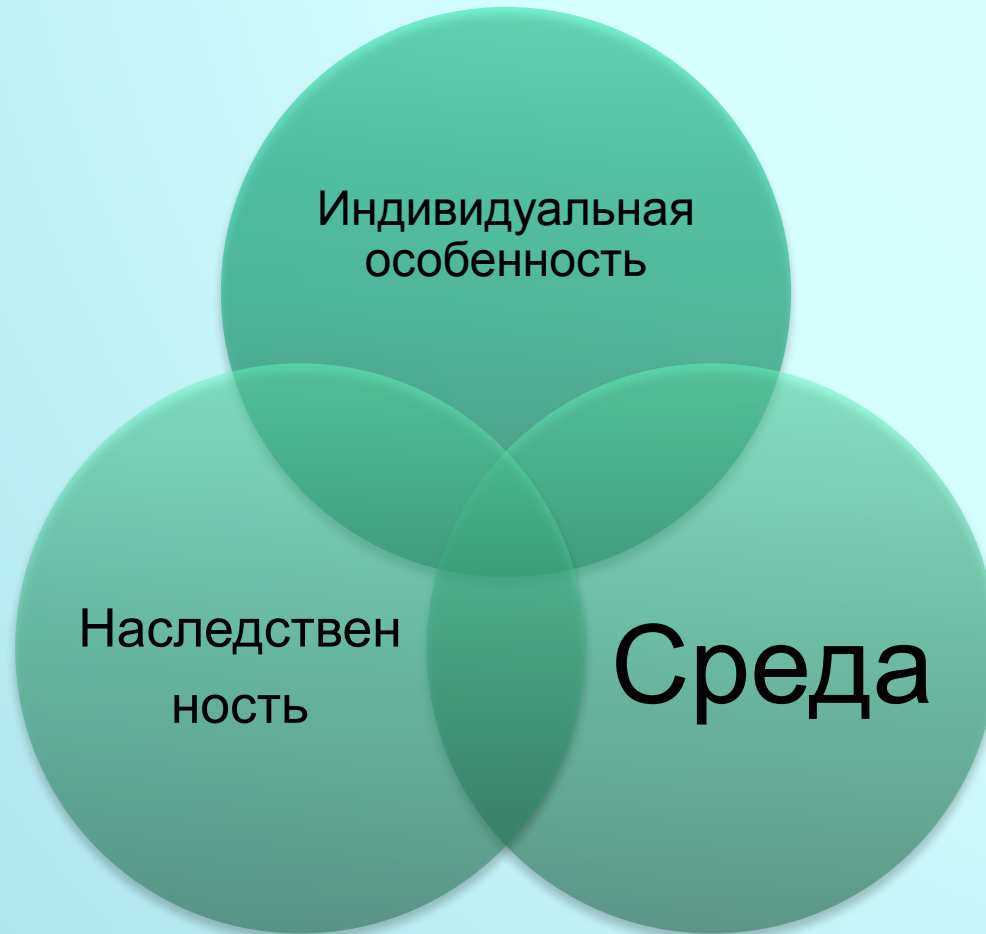 Индивидуальная
особенность
Наследствен
ность
Среда